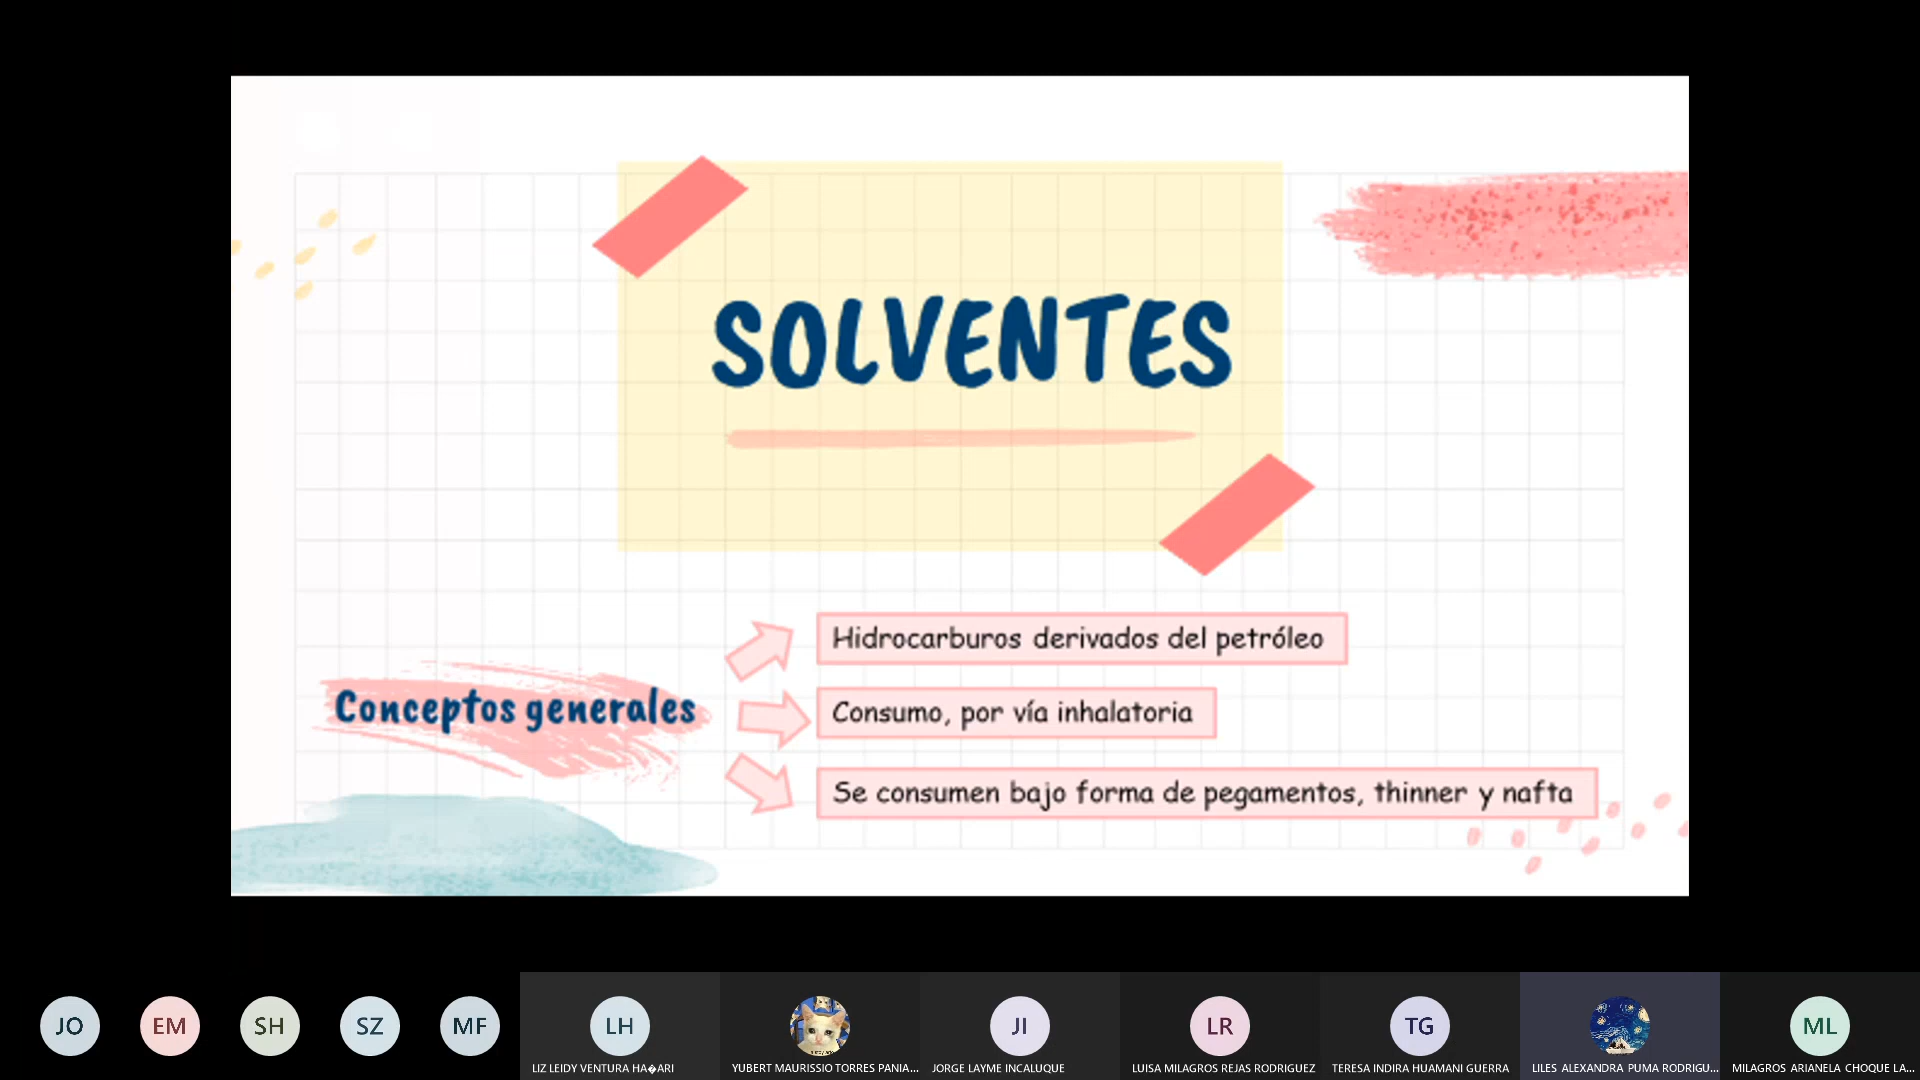 SOLVENTES
Conceptos generales
Hidrocarburos derivados del petróleo
Consumo, por vía inhalatoria
Se consumen bajo forma de pegamentos, thinner y nafta
JO
EM
SH
SZ
MF
LH
JI
LR
TG
ML
LIZ LEIDY VENTURA HA�ARI
YUBERT MAURISSIO TORRES PANIA...
JORGE LAYME INCALUQUE
LUISA MILAGROS REJAS RODRIGUEZ
TERESA INDIRA HUAMANI GUERRA
LILES ALEXANDRA PUMA RODRIGU...
MILAGROS ARIANELA CHOQUE LA...